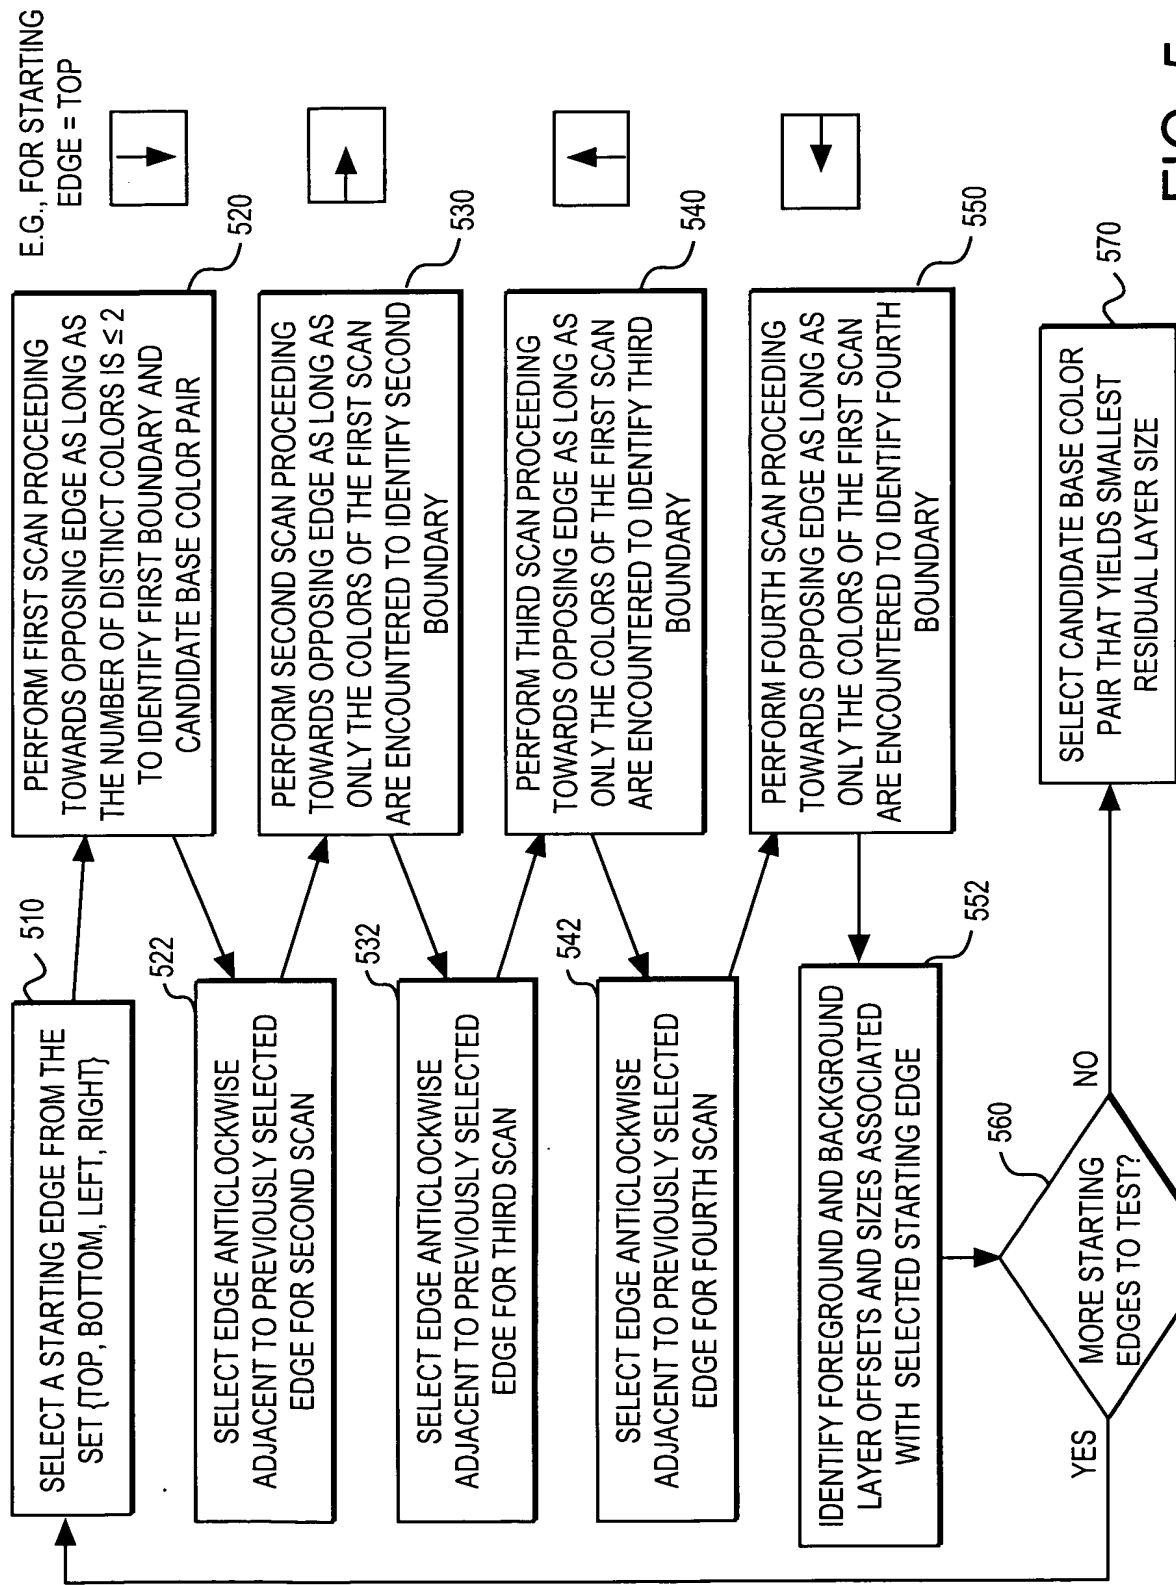 E.G., FOR STARTING
EDGE = TOP
510
SELECT A STARTING EDGE FROM THE
SET {TOP, BOTTOM, LEFT, RIGHT}
520
PERFORM FIRST SCAN PROCEEDING
TOWARDS OPPOSING EDGE AS LONG AS
THE NUMBER OF DISTINCT COLORS IS ≤ 2
TO IDENTIFY FIRST BOUNDARY AND
CANDIDATE BASE COLOR PAIR
522
SELECT EDGE ANTICLOCKWISE
ADJACENT TO PREVIOUSLY SELECTED
EDGE FOR SECOND SCAN
530
PERFORM SECOND SCAN PROCEEDING
TOWARDS OPPOSING EDGE AS LONG AS
ONLY THE COLORS OF THE FIRST SCAN
ARE ENCOUNTERED TO IDENTIFY SECOND
BOUNDARY
532
SELECT EDGE ANTICLOCKWISE
ADJACENT TO PREVIOUSLY SELECTED
EDGE FOR THIRD SCAN
540
PERFORM THIRD SCAN PROCEEDING
TOWARDS OPPOSING EDGE AS LONG AS
ONLY THE COLORS OF THE FIRST SCAN
ARE ENCOUNTERED TO IDENTIFY THIRD
BOUNDARY
542
SELECT EDGE ANTICLOCKWISE
ADJACENT TO PREVIOUSLY SELECTED
EDGE FOR FOURTH SCAN
550
PERFORM FOURTH SCAN PROCEEDING
TOWARDS OPPOSING EDGE AS LONG AS
ONLY THE COLORS OF THE FIRST SCAN
ARE ENCOUNTERED TO IDENTIFY FOURTH
BOUNDARY
552
IDENTIFY FOREGROUND AND BACKGROUND
LAYER OFFSETS AND SIZES ASSOCIATED
WITH SELECTED STARTING EDGE
560
MORE STARTING
EDGES TO TEST?
YES
NO
570
SELECT CANDIDATE BASE COLOR
PAIR THAT YIELDS SMALLEST
RESIDUAL LAYER SIZE